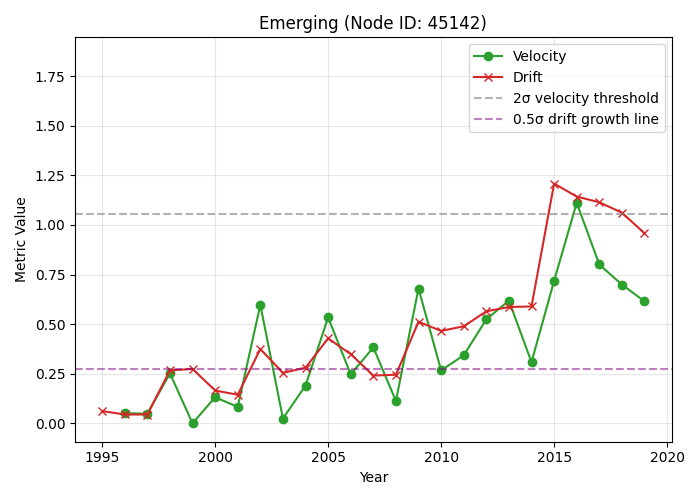 Emerging (Node ID: 45142)
Velocity
Drift
2σ velocity threshold
0.5σ drift growth line
Metric Value
1.75
1.50
1.25
1.00
0.75
0.50
0.25
0.00
1995
2000
2005
2010
2015
2020
Year